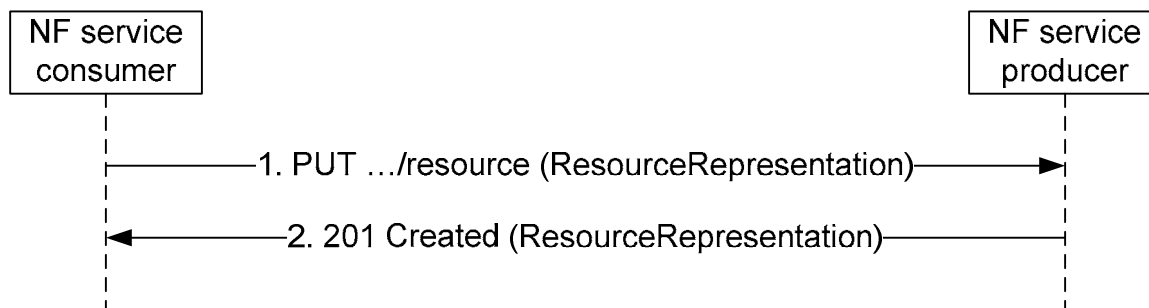 NF service
consumer
NF service
producer
1. PUT …/resource (ResourceRepresentation)
2. 201 Created (ResourceRepresentation)